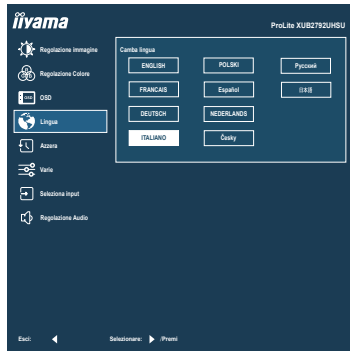 iiyama
ProLite XUB2792UHSU
Regolazione immagine
Regolazione Colore
OSD
Lingua
Azzera
Varie
Seleziona input
Regolazione Audio
Camba lingua
ENGLISH
POLSKI
Русский
FRANCAIS
Español
日本語
DEUTSCH
NEDERLANDS
ITALIANO
Česky
Esci:
Selezionare: /Premi